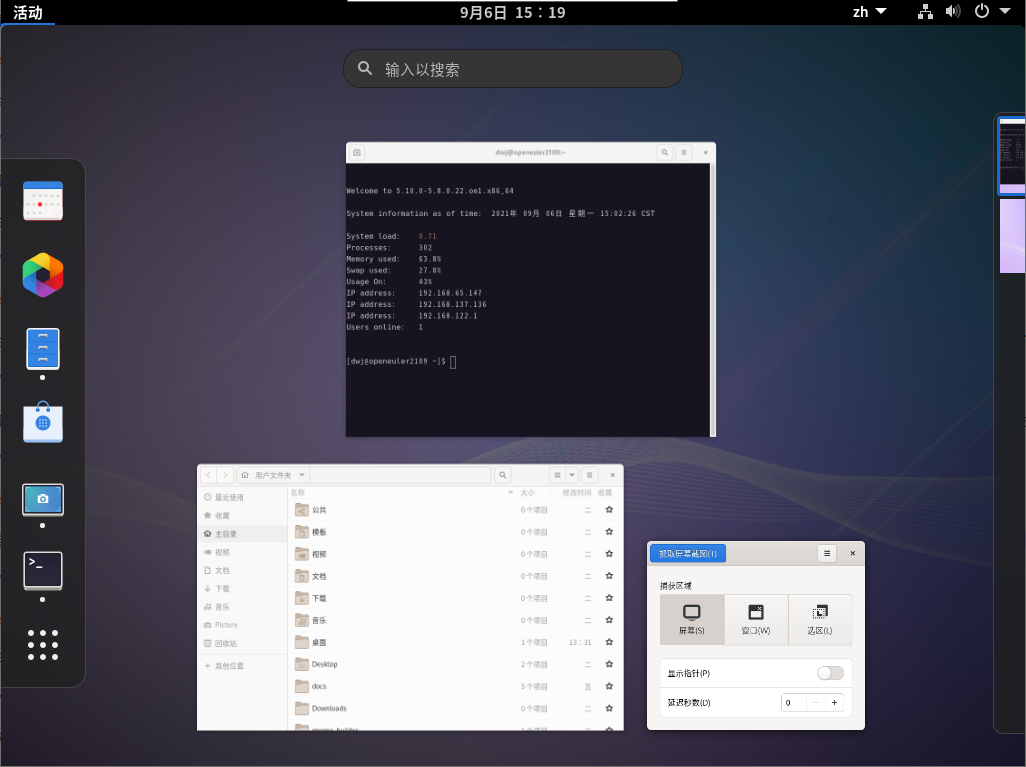 活动
9月6日 15：19
zh
输入以搜索
dwj@openeuler2109:~
Welcome to 5.10.0-5.8.0.22.oe1.x86_64
System information as of time: 2021年 09月 06日 星期一 15:02:26 CST
System load: 0.71
Processes: 302
Memory used: 63.8%
Swap used: 27.8%
Usage On: 43%
IP address: 192.168.65.147
IP address: 192.168.137.136
IP address: 192.168.122.1
Users online: 1
[dwj@openeuler2109 ~]$
>_
用户文件夹
最近使用
收藏
主目录
视频
文档
下载
音乐
Picture
回收站
其他位置
名称 大小 修改时间 收藏
公共 0 个项目 二
模板 0 个项目 二
视频 0 个项目 二
文档 0 个项目 二
下载 0 个项目 二
音乐 0 个项目 二
桌面 1 个项目 13：31
Desktop 2 个项目 二
docs 5 个项目 五
Downloads 0 个项目 二
抓取屏幕截图(T)
捕获区域
屏幕(S)
窗口(W)
选区(L)
显示指针(P)
延迟秒数(D)
0 − +